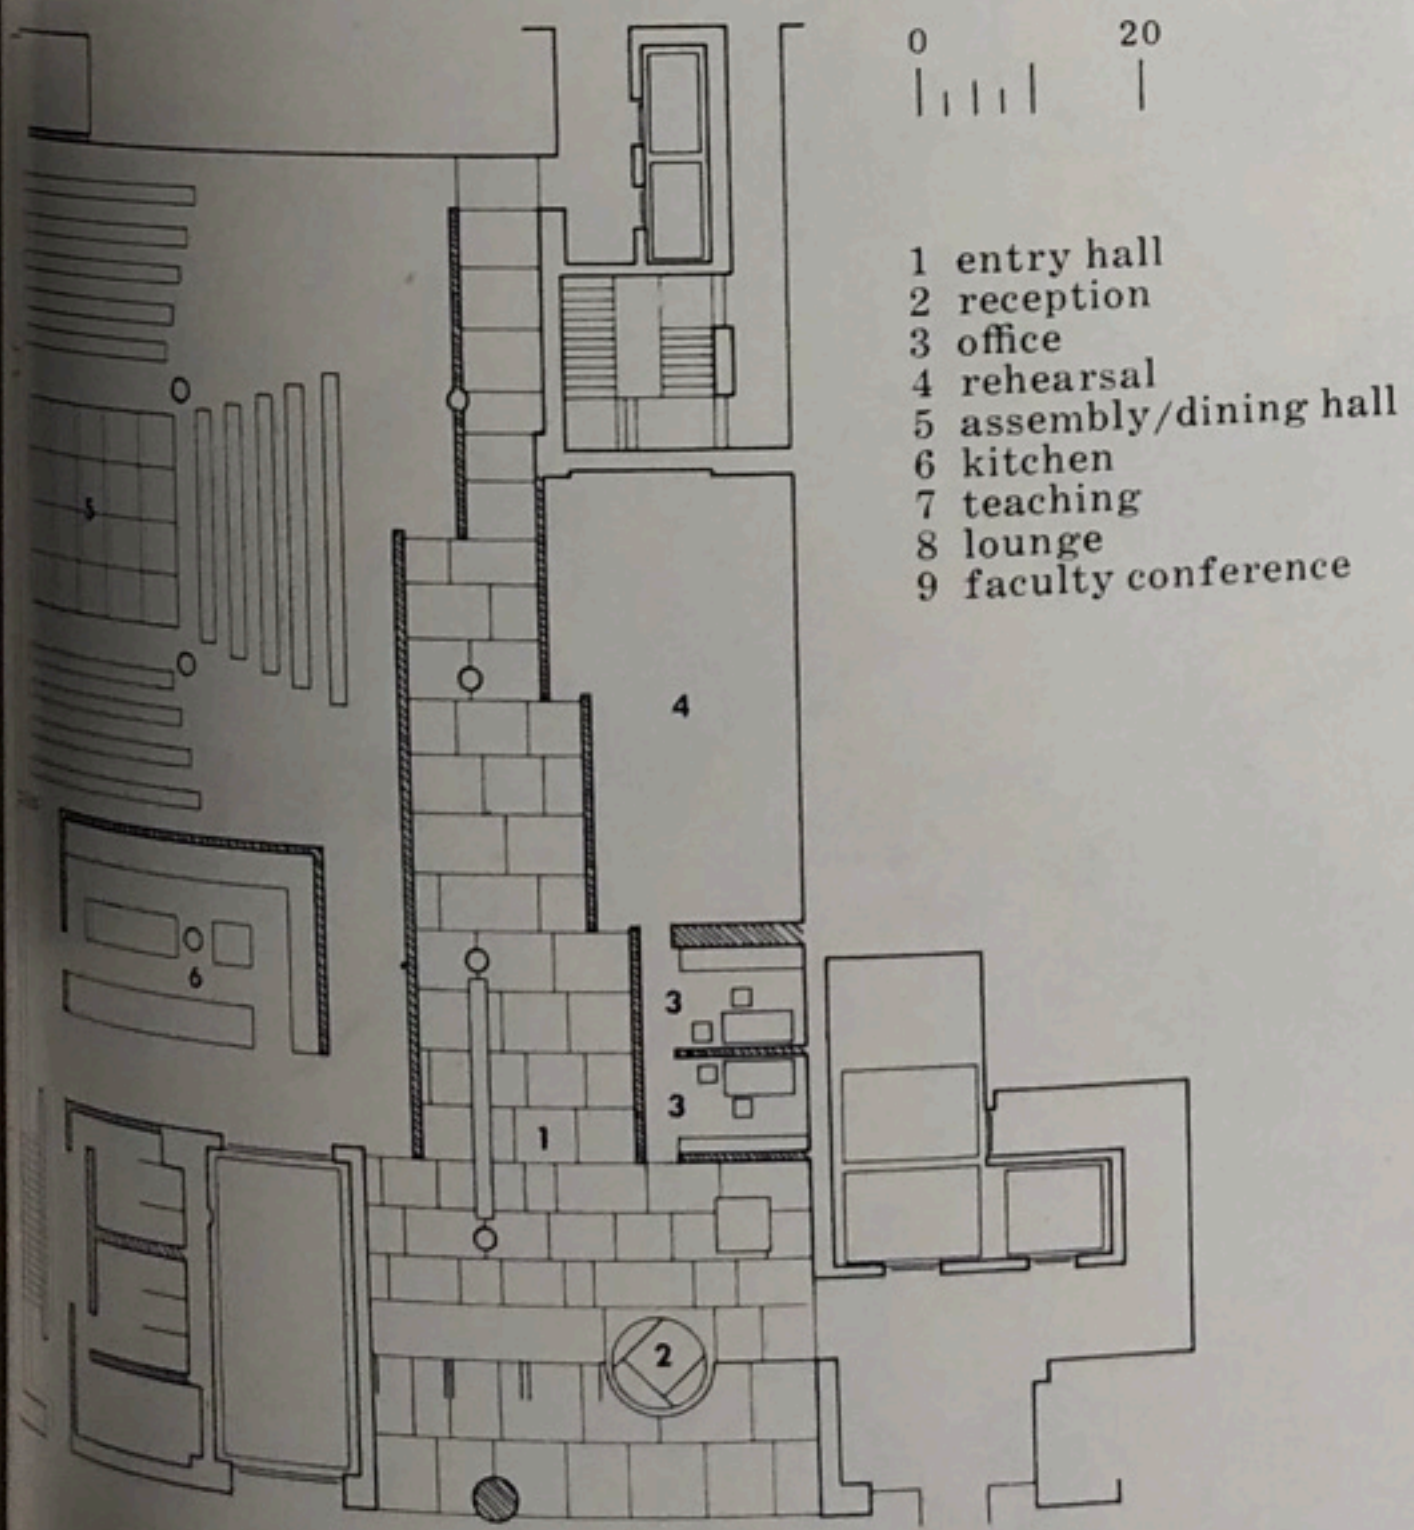 0 20
1 entry hall
2 reception
3 office
4 rehearsal
5 assembly/dining hall
6 kitchen
7 teaching
8 lounge
9 faculty conference
5
4
6
3
3
1
2